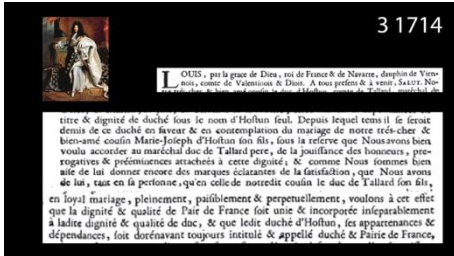 3 1714
LOUIS, par la grace de Dieu, roi de France & de Navarre, dauphin de Vien-
nois, comte de Valentinois & Diois. A tous preſens & à venir, SALUT. No-
titre & dignité de duché ſous le nom d'Hoſtun ſeul. Depuis lequel tems il ſe ſeroit
demis de ce duché en faveur & en contemplation du mariage de notre trés-cher &
bien-amé couſin Marie-Joſeph d'Hoſtun ſon fils, ſous la reſerve que Nous avons bien
voulu accorder au maréchal duc de Tallard pere, de la jouiſſance des honneurs, pre-
rogatives & prééminences attachées à cette dignité; & comme Nous ſommes bien
aiſe de lui donner encore des marques éclatantes de la ſatisfaction, que Nous avons
de lui, tant en ſa perſonne, qu'en celle de notredit couſin le duc de Tallard ſon fils,
en loyal mariage, pleinement, paiſiblement & perpetuellement, voulons à cet effet
que la dignité & qualité de Pair de France ſoit unie & incorporée inſeparablement
à ladite dignité & qualité de duc, & que ledit duché d'Hoſtun, ſes appartenances &
dépendances, ſoit dorénavant toujours intitulé & appellé duché & Pairie de France,